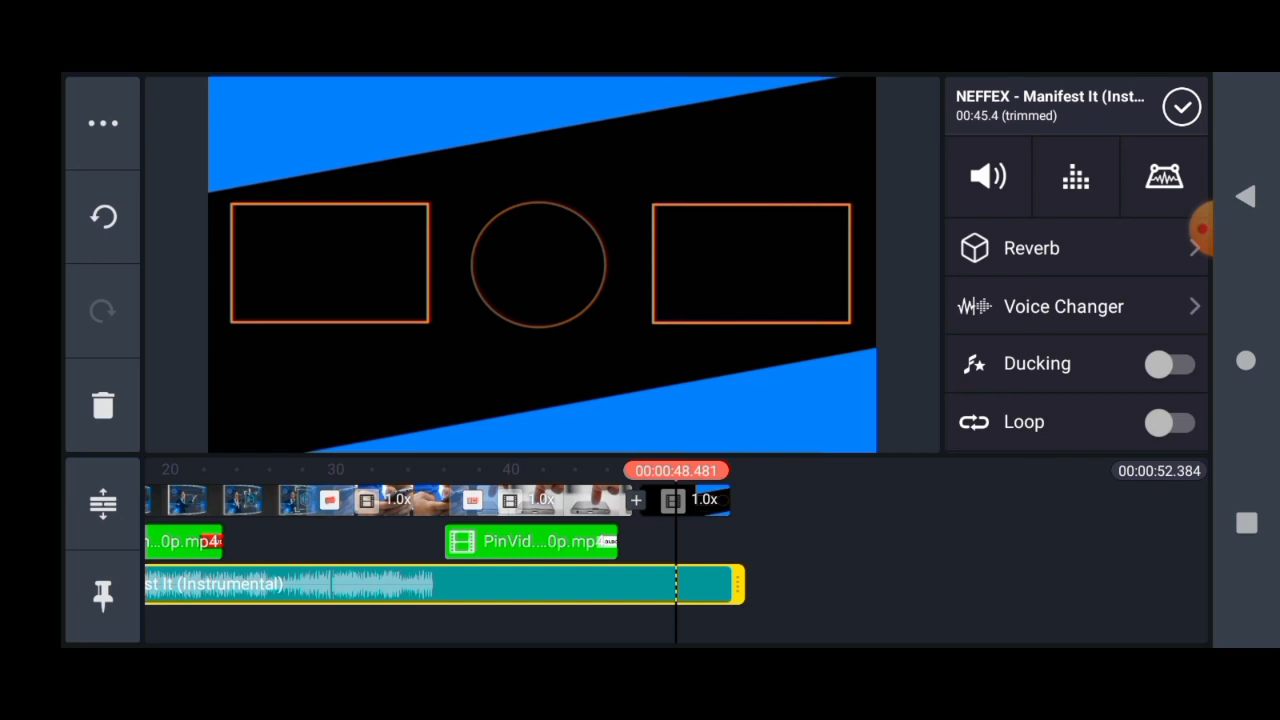 NEFFEX - Manifest It (Inst...
00:45.4 (trimmed)
Reverb
Voice Changer
Ducking
Loop
20
30
40
00:00:48.481
00:00:52.384
1.0x
1.0x
1.0x
...0p.mp4
PinVid....0p.mp4
st It (Instrumental)